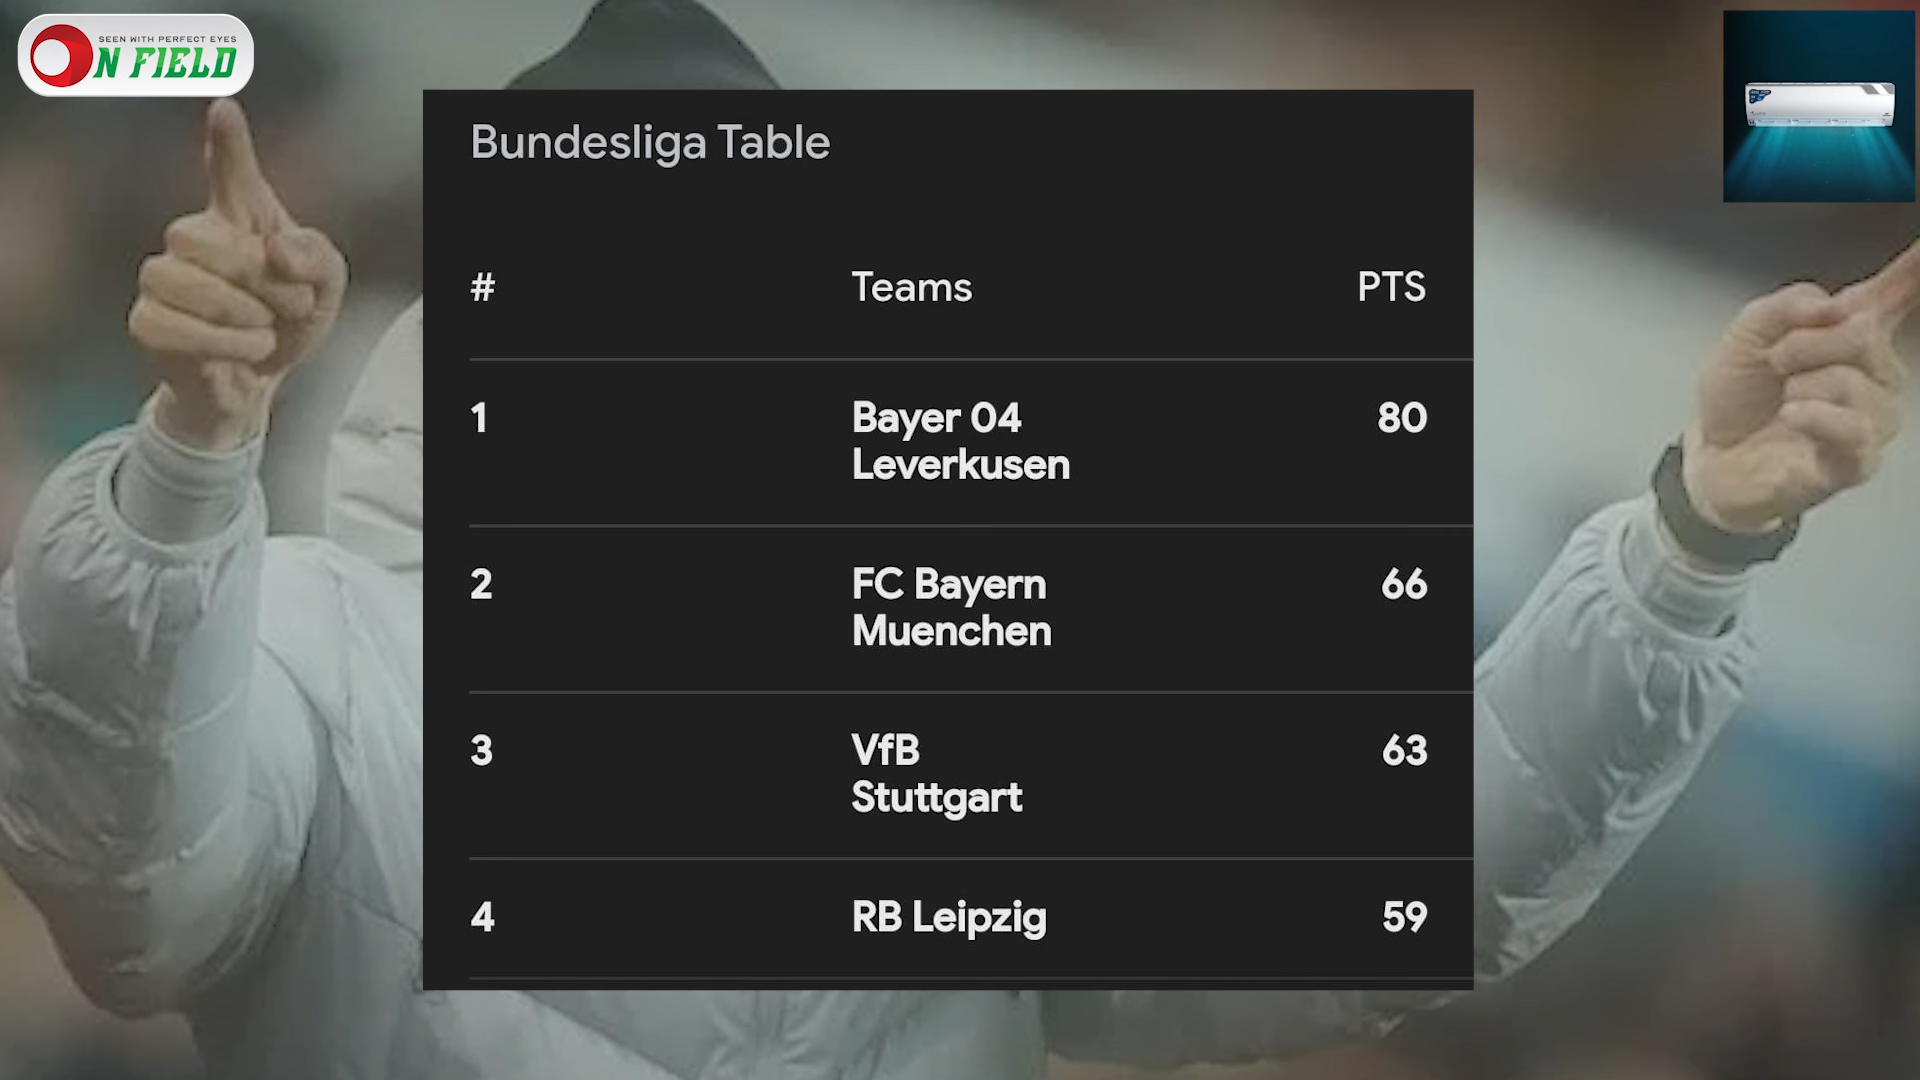 SEEN WITH PERFECT EYES
N FIELD
Bundesliga Table
# Teams PTS
1 Bayer 04 80
Leverkusen
2 FC Bayern 66
Muenchen
3 VfB 63
Stuttgart
4 RB Leipzig 59